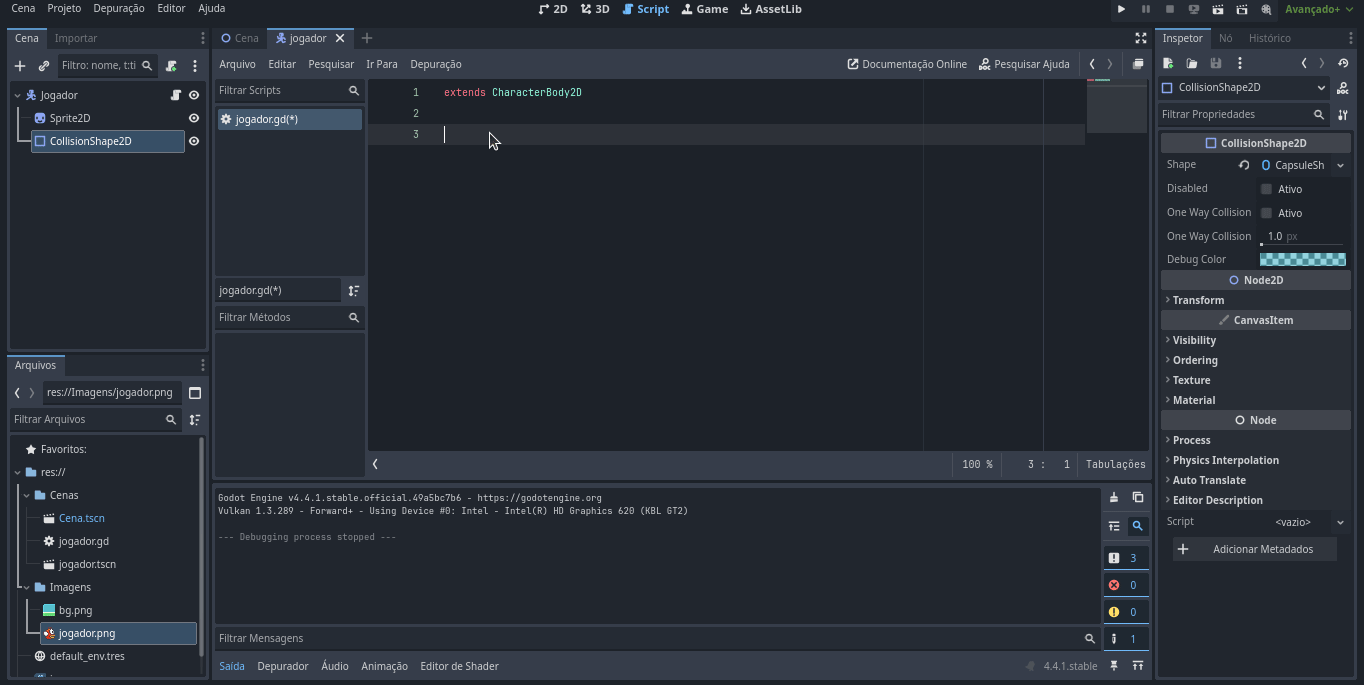 Cena Projeto Depuração Editor Ajuda 2D 3D Script Game AssetLib Avançado+
Cena Importar
Filtro: nome, t:ti
Jogador
Sprite2D
CollisionShape2D
Arquivos
res://Imagens/jogador.png
Filtrar Arquivos
Favoritos:
res://
Cenas
Cena.tscn
jogador.gd
jogador.tscn
Imagens
bg.png
jogador.png
default_env.tres
Cena jogador
Arquivo Editar Pesquisar Ir Para Depuração Documentação Online Pesquisar Ajuda
Filtrar Scripts
jogador.gd(*)
jogador.gd(*)
Filtrar Métodos
1 extends CharacterBody2D
2
3
100 % 3 : 1 Tabulações
Godot Engine v4.4.1.stable.official.49a5bc7b6 - https://godotengine.org
Vulkan 1.3.289 - Forward+ - Using Device #0: Intel - Intel(R) HD Graphics 620 (KBL GT2)
--- Debugging process stopped ---
3
0
0
1
Filtrar Mensagens
Saída Depurador Áudio Animação Editor de Shader 4.4.1.stable
Inspetor Nó Histórico
CollisionShape2D
Filtrar Propriedades
CollisionShape2D
Shape CapsuleSh
Disabled Ativo
One Way Collision Ativo
One Way Collision 1.0 px
Debug Color
Node2D
Transform
CanvasItem
Visibility
Ordering
Texture
Material
Node
Process
Physics Interpolation
Auto Translate
Editor Description
Script <vazio>
Adicionar Metadados